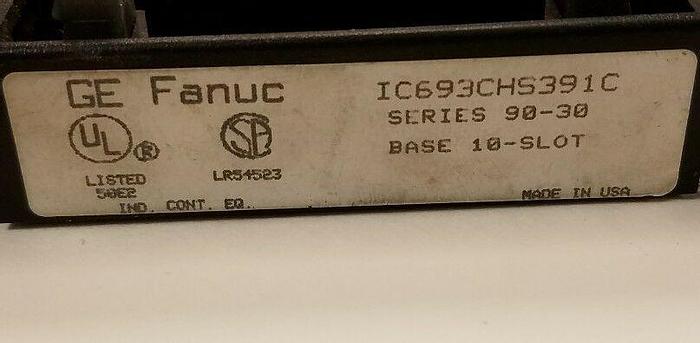 GE Fanuc
IC693CHS391C
SERIES 90-30
BASE 10-SLOT
UL ®
SA
LISTED
50E2
IND. CONT. EQ.
LR54523
MADE IN USA